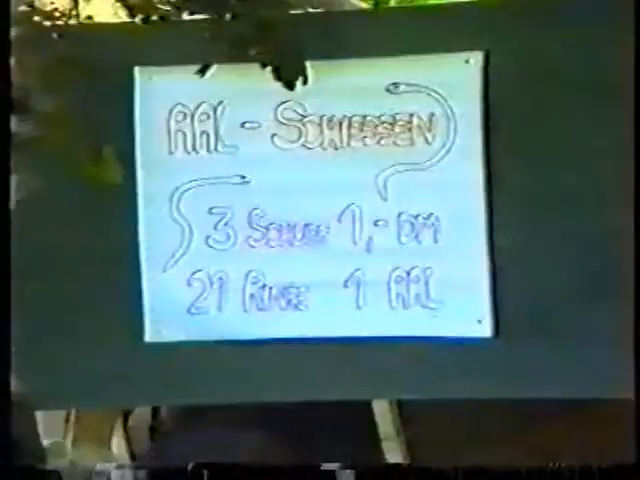 AAL - SCHIESSEN
3 SCHUSS 1,- DM
21 RINGE 1 AAL